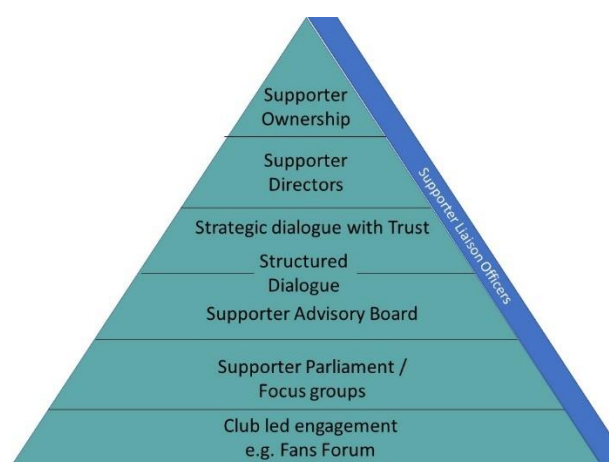 Supporter
Ownership
Supporter
Directors
Strategic dialogue with Trust
Structured
Dialogue
Supporter Advisory Board
Supporter Parliament /
Focus groups
Club led engagement
e.g. Fans Forum
Supporter Liaison Officers